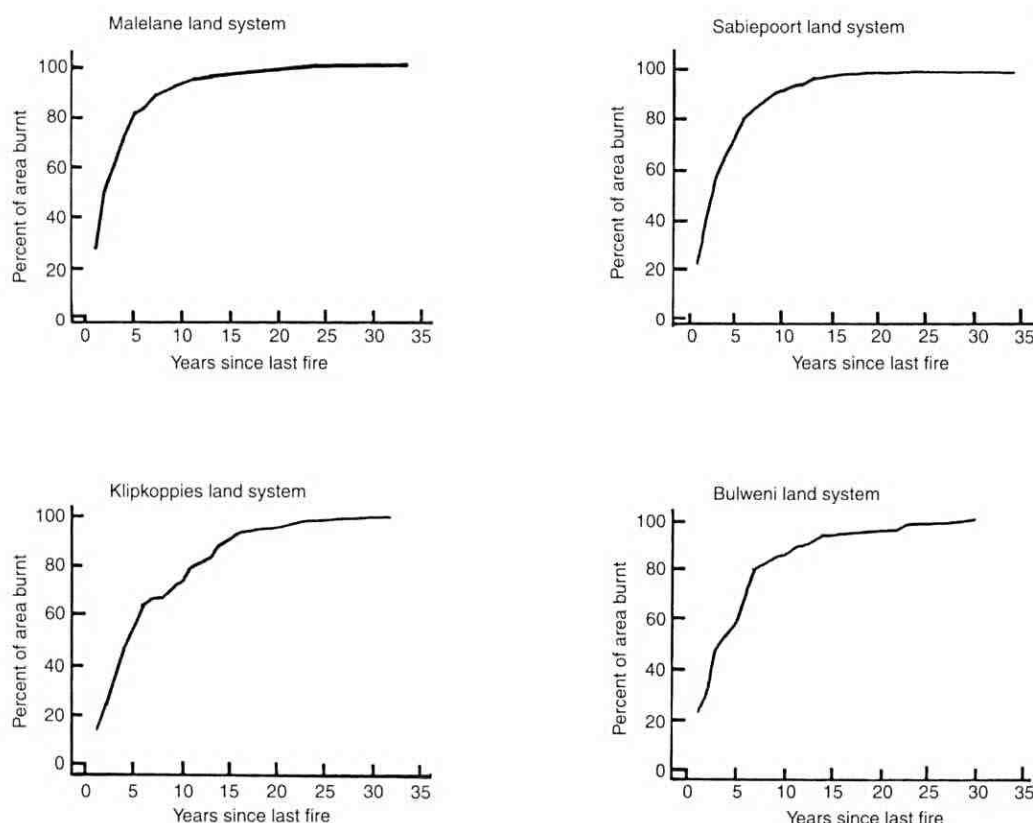 Malelane land system
100
80
60
40
20
0
Percent of area burnt
0 5 10 15 20 25 30 35
Years since last fire
Sabiepoort land system
100
80
60
40
20
0
Percent of area burnt
0 5 10 15 20 25 30 35
Years since last fire
Klipkoppies land system
100
80
60
40
20
0
Percent of area burnt
0 5 10 15 20 25 30 35
Years since last fire
Bulweni land system
100
80
60
40
20
0
Percent of area burnt
0 5 10 15 20 25 30 35
Years since last fire